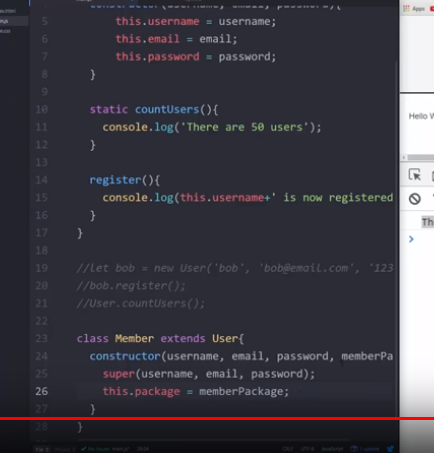 Apps
constructor(username, email, password){
5 this.username = username;
6 this.email = email;
7 this.password = password;
8 }
9
10 static countUsers(){
11 console.log('There are 50 users');
12 }
13
14 register(){
15 console.log(this.username+' is now registered
16 }
17 }
18
19 //let bob = new User('bob', 'bob@email.com', '123
20 //bob.register();
21 //User.countUsers();
22
23 class Member extends User{
24 constructor(username, email, password, memberPa
25 super(username, email, password);
26 this.package = memberPackage;
27 }
28 }
Hello W
Th